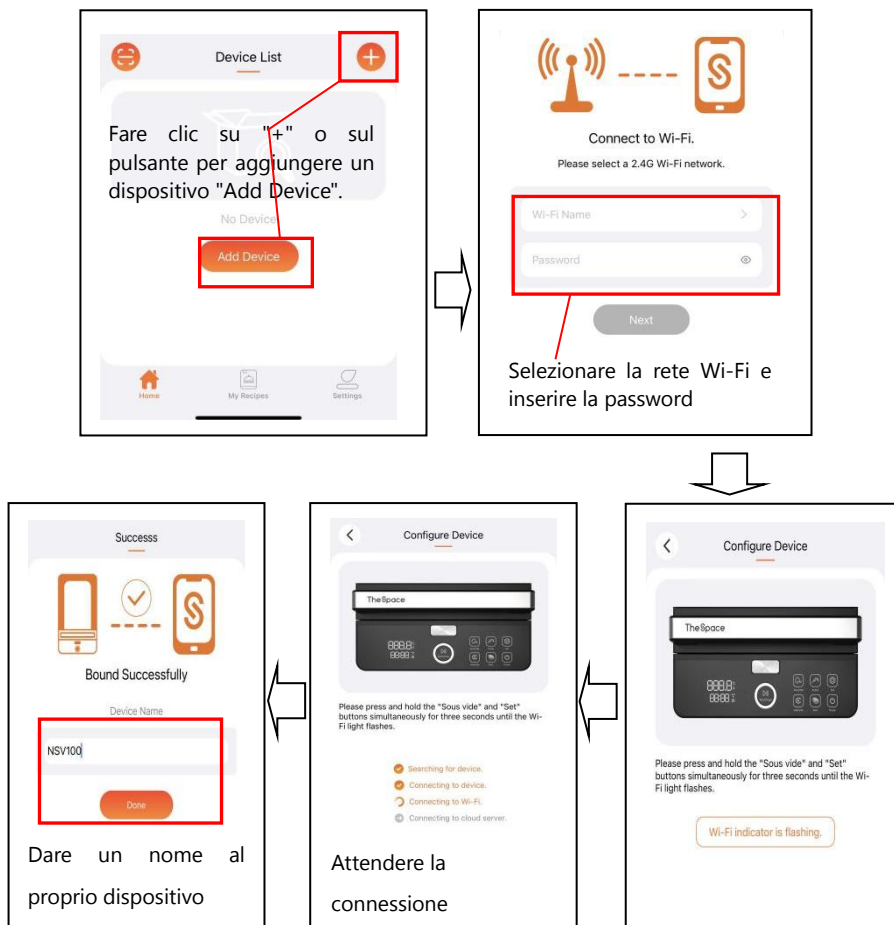 Device List
Fare clic su "+" o sul
pulsante per aggiungere un
dispositivo "Add Device".
No Device
Add Device
Home
My Recipes
Settings
Connect to Wi-Fi.
Please select a 2.4G Wi-Fi network.
Wi-Fi Name
Password
Next
Selezionare la rete Wi-Fi e
inserire la password
Configure Device
TheSpace
Please press and hold the "Sous vide" and "Set"
buttons simultaneously for three seconds until the Wi-
Fi light flashes.
Wi-Fi indicator is flashing.
Configure Device
TheSpace
Please press and hold the "Sous vide" and "Set"
buttons simultaneously for three seconds until the Wi-
Fi light flashes.
Searching for device.
Connecting to device.
Connecting to Wi-Fi.
Connecting to cloud server.
Attendere la
connessione
Successs
Bound Successfully
Device Name
NSV100
Done
Dare un nome al
proprio dispositivo